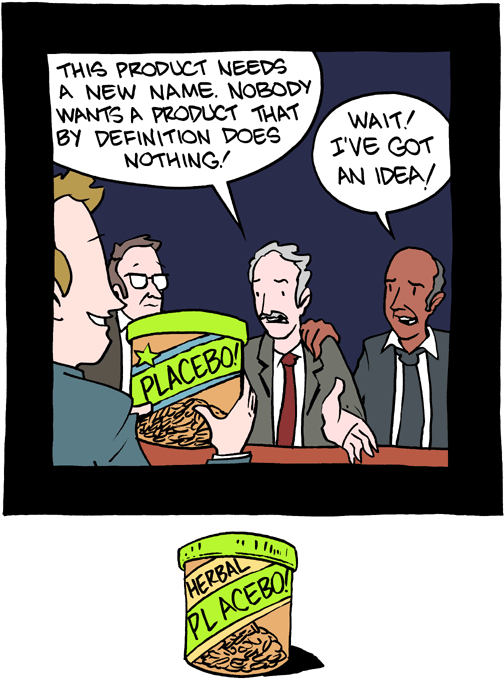 THIS PRODUCT NEEDS
A NEW NAME. NOBODY
WANTS A PRODUCT THAT
BY DEFINITION DOES
NOTHING!
WAIT!
I'VE GOT
AN IDEA!
PLACEBO!
HERBAL
PLACEBO!